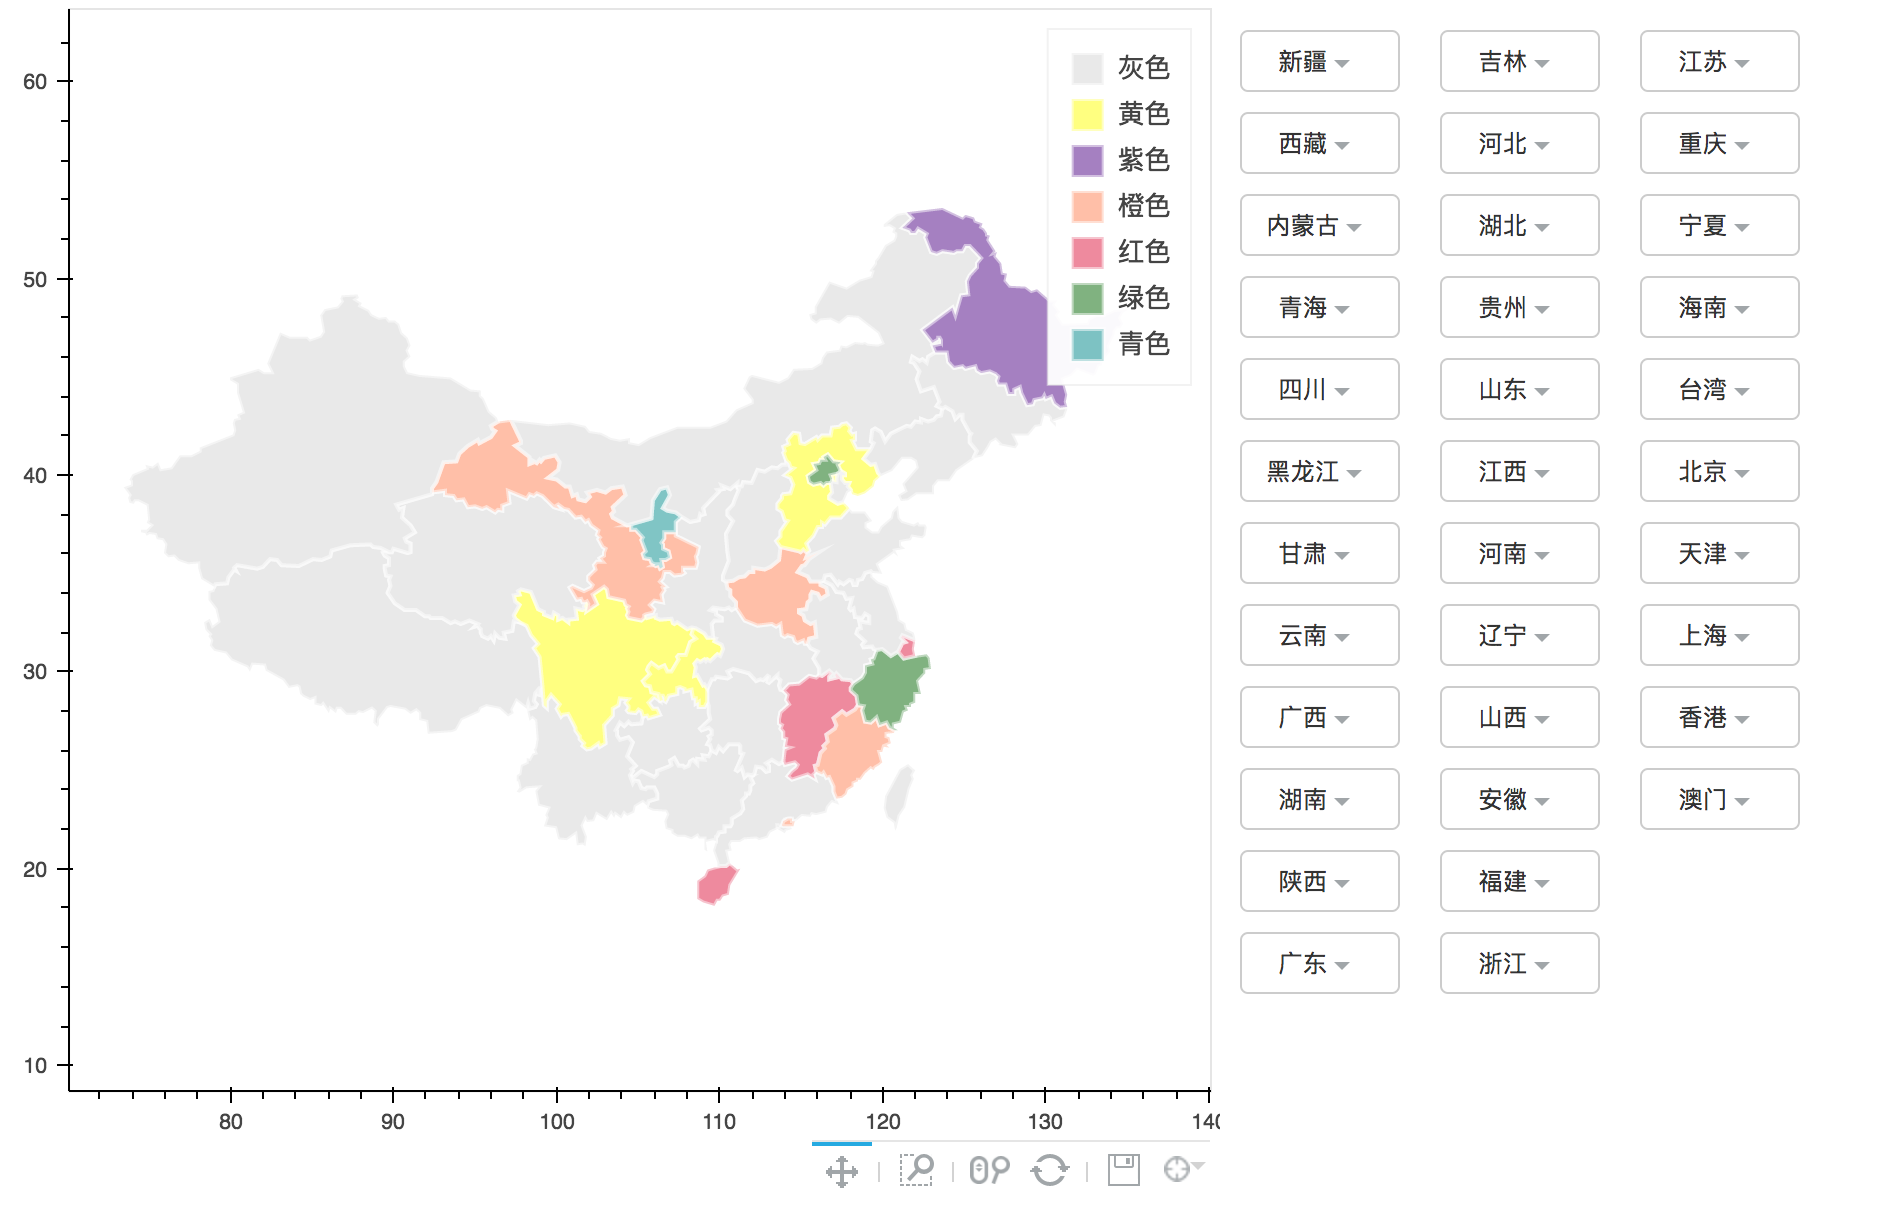 60
50
40
30
20
10
80
90
100
110
120
130
140
灰色
黄色
紫色
橙色
红色
绿色
青色
新疆
吉林
江苏
西藏
河北
重庆
内蒙古
湖北
宁夏
青海
贵州
海南
四川
山东
台湾
黑龙江
江西
北京
甘肃
河南
天津
云南
辽宁
上海
广西
山西
香港
湖南
安徽
澳门
陕西
福建
广东
浙江